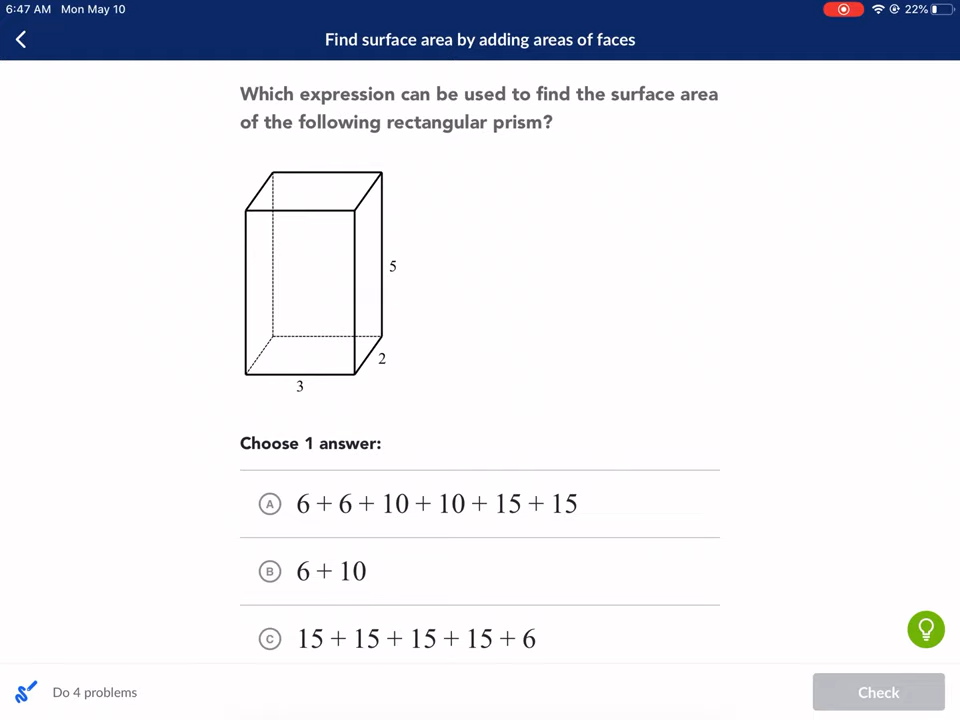 6:47 AM Mon May 10
22%
Find surface area by adding areas of faces
Which expression can be used to find the surface area
of the following rectangular prism?
5
2
3
Choose 1 answer:
A 6 + 6 + 10 + 10 + 15 + 15
B 6 + 10
C 15 + 15 + 15 + 15 + 6
Do 4 problems
Check